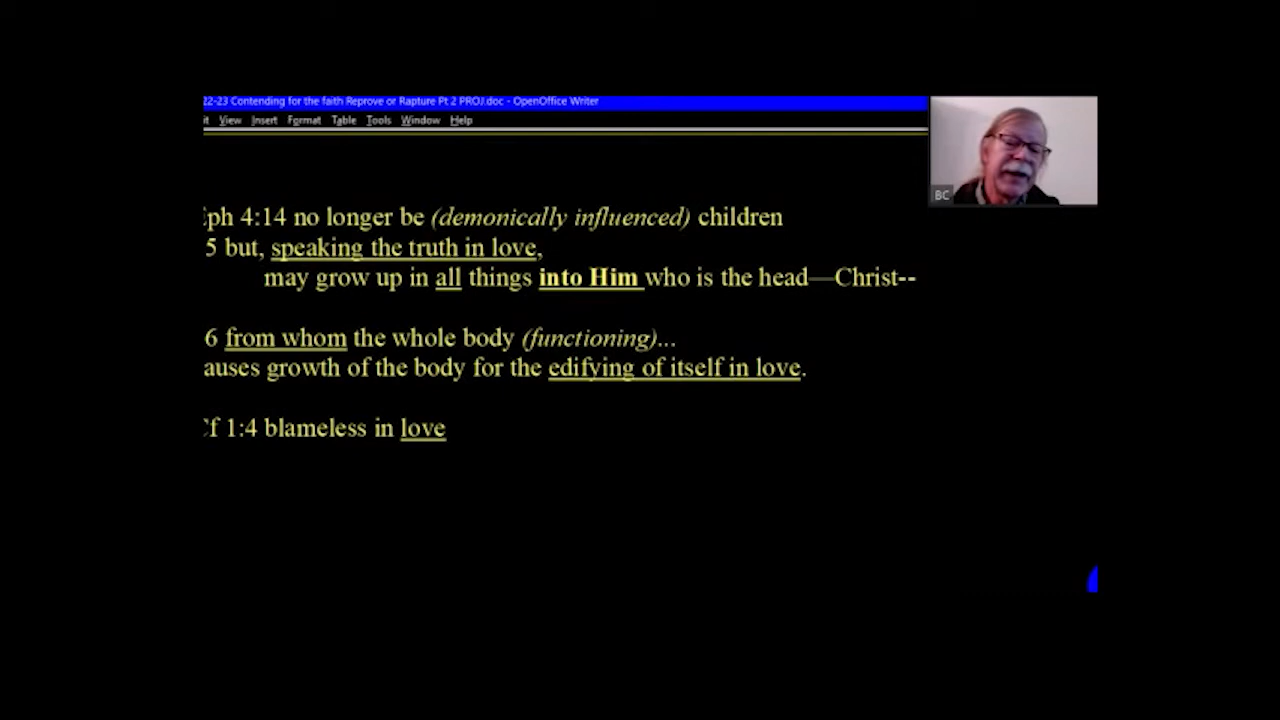 22-23 Contending for the faith Reprove or Rapture Pt 2 PROJ.doc - OpenOffice Writer
it View Insert Format Table Tools Window Help
BC
ph 4:14 no longer be (demonically influenced) children
5 but, speaking the truth in love,
may grow up in all things into Him who is the head—Christ--
6 from whom the whole body (functioning)...
auses growth of the body for the edifying of itself in love.
f 1:4 blameless in love